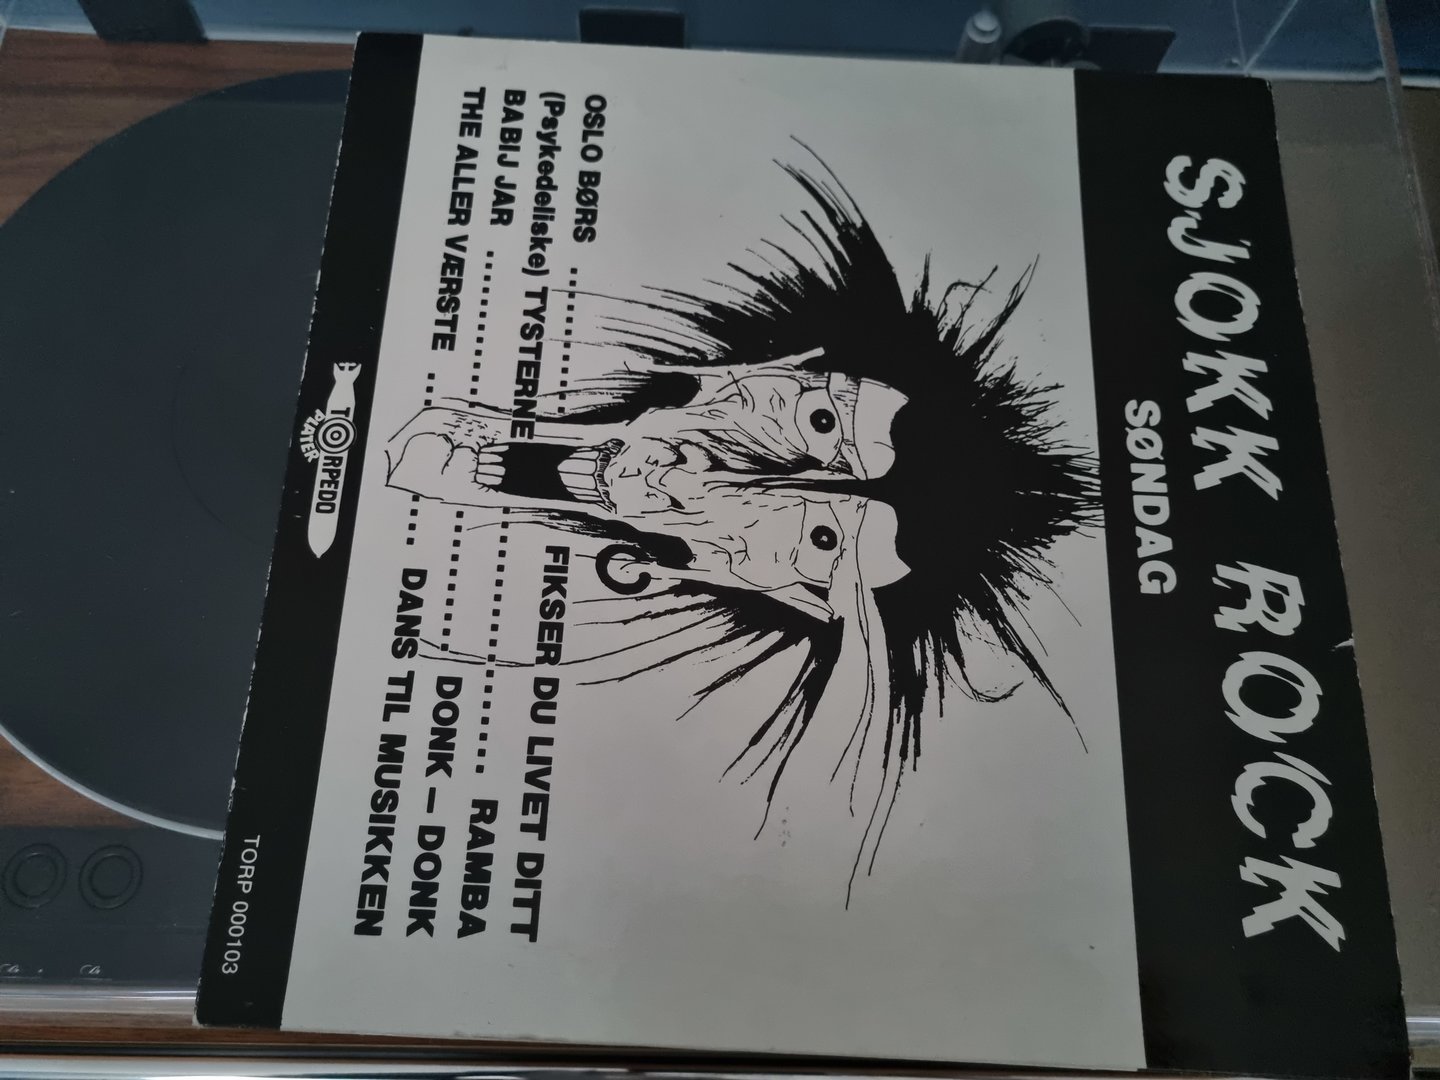 SJOKK ROCK
SØNDAG
OSLO BØRS ............. FIKSER DU LIVET DITT
(Psykedeliske) TYSTERNE ............. RAMBA
BABIJ JAR ..................... DONK – DONK
THE ALLER VÆRSTE ....... DANS TIL MUSIKKEN
TORPEDO
PLATER
TORP 000103